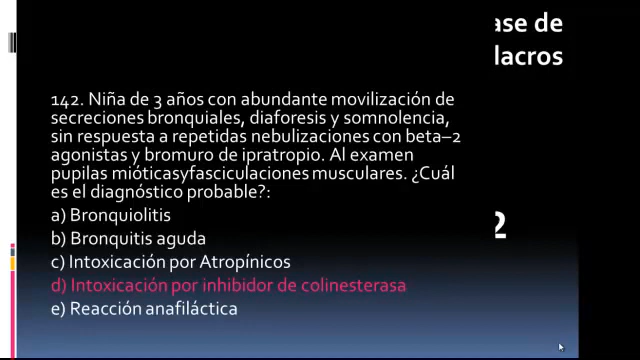 ase de
lacros
142. Niña de 3 años con abundante movilización de
secreciones bronquiales, diaforesis y somnolencia,
sin respuesta a repetidas nebulizaciones con beta–2
agonistas y bromuro de ipratropio. Al examen
pupilas mióticasyfasciculaciones musculares. ¿Cuál
es el diagnóstico probable?:
a) Bronquiolitis
b) Bronquitis aguda
c) Intoxicación por Atropínicos
d) Intoxicación por inhibidor de colinesterasa
e) Reacción anafiláctica
2